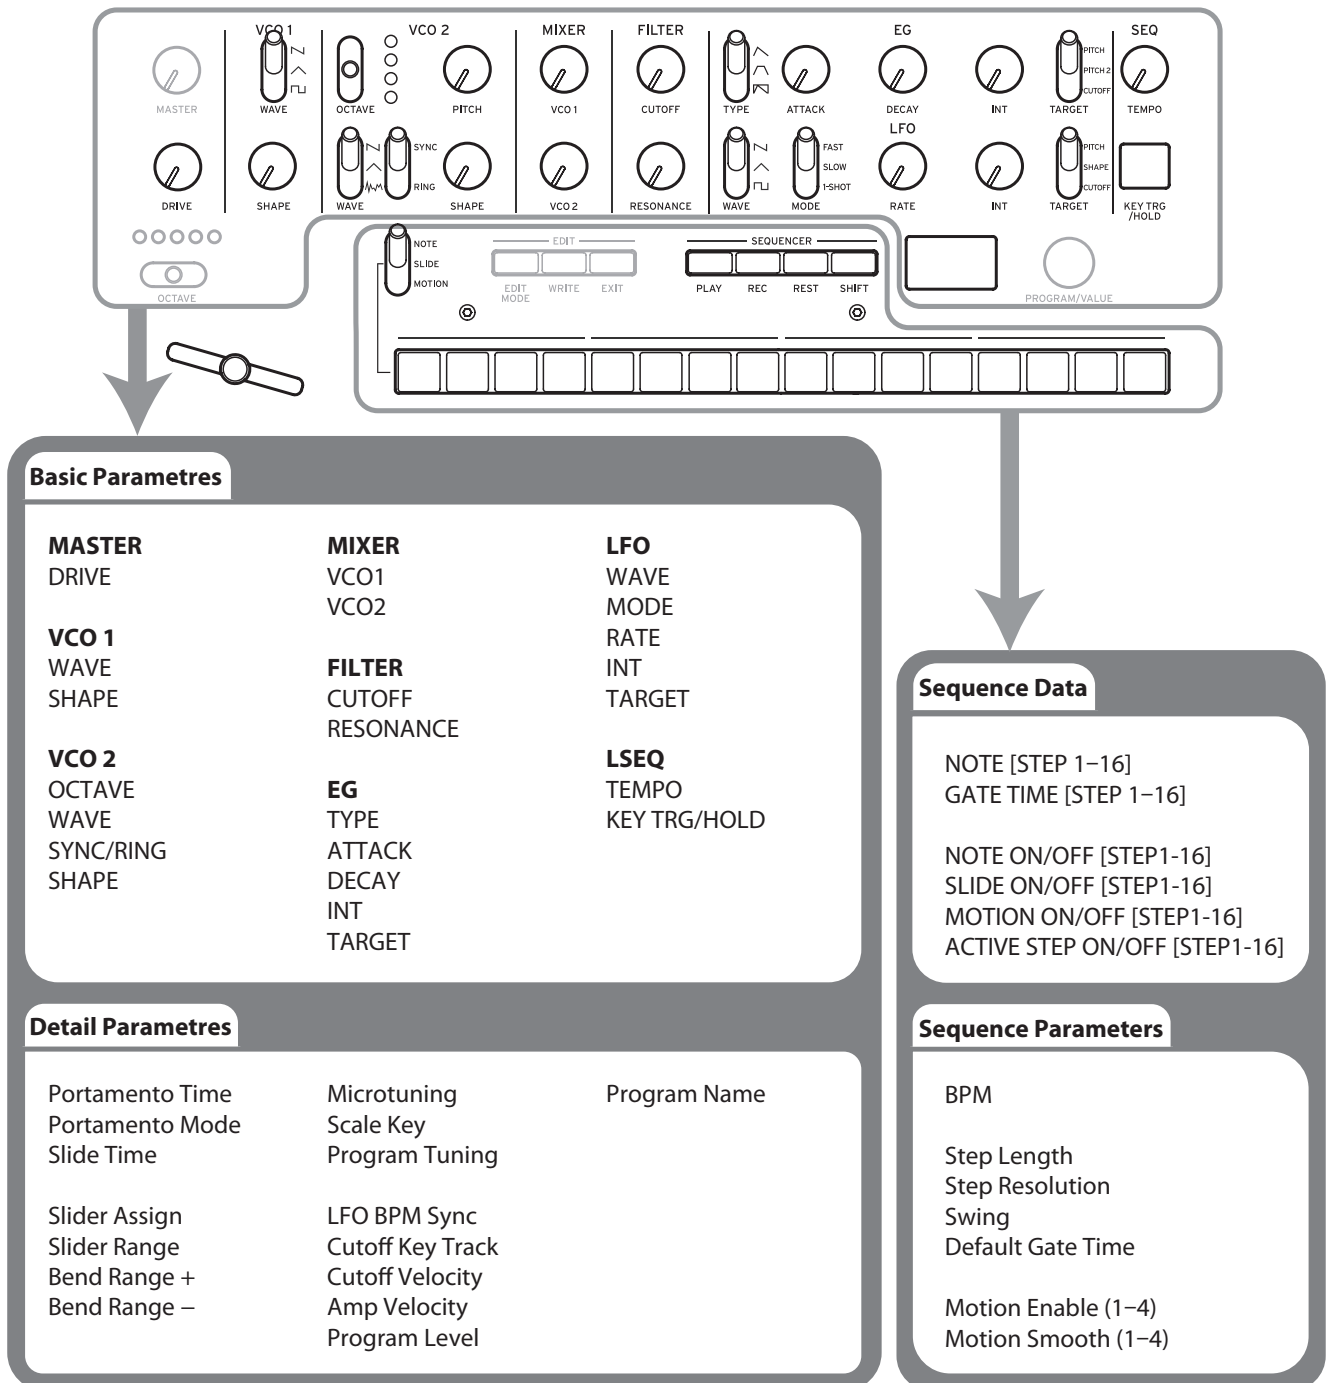 VCO 1
VCO 2
MIXER
FILTER
EG
SEQ
MASTER
WAVE
OCTAVE
PITCH
VCO 1
CUTOFF
TYPE
ATTACK
DECAY
INT
PITCH
PITCH 2
CUTOFF
TARGET
TEMPO
LFO
DRIVE
SHAPE
WAVE
SYNC
RING
SHAPE
VCO 2
RESONANCE
WAVE
FAST
SLOW
1-SHOT
MODE
RATE
INT
PITCH
SHAPE
CUTOFF
TARGET
KEY TRG
/HOLD
OCTAVE
NOTE
SLIDE
MOTION
EDIT
EDIT
MODE
WRITE
EXIT
SEQUENCER
PLAY
REC
REST
SHIFT
PROGRAM/VALUE
Basic Parametres
MASTER
DRIVE
VCO 1
WAVE
SHAPE
VCO 2
OCTAVE
WAVE
SYNC/RING
SHAPE
MIXER
VCO1
VCO2
FILTER
CUTOFF
RESONANCE
EG
TYPE
ATTACK
DECAY
INT
TARGET
LFO
WAVE
MODE
RATE
INT
TARGET
LSEQ
TEMPO
KEY TRG/HOLD
Detail Parametres
Portamento Time
Portamento Mode
Slide Time
Slider Assign
Slider Range
Bend Range +
Bend Range −
Microtuning
Scale Key
Program Tuning
LFO BPM Sync
Cutoff Key Track
Cutoff Velocity
Amp Velocity
Program Level
Program Name
Sequence Data
NOTE [STEP 1−16]
GATE TIME [STEP 1−16]
NOTE ON/OFF [STEP1-16]
SLIDE ON/OFF [STEP1-16]
MOTION ON/OFF [STEP1-16]
ACTIVE STEP ON/OFF [STEP1-16]
Sequence Parameters
BPM
Step Length
Step Resolution
Swing
Default Gate Time
Motion Enable (1−4)
Motion Smooth (1−4)